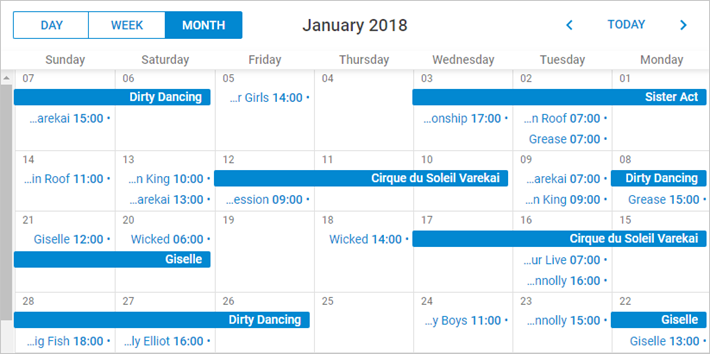 DAY WEEK MONTH January 2018 TODAY
Sunday Saturday Friday Thursday Wednesday Tuesday Monday
07 06 05 04 03 02 01
Dirty Dancing ...r Girls 14:00 • Sister Act
...arekai 15:00 • ...onship 17:00 • ...n Roof 07:00 •
Grease 07:00 •
14 13 12 11 10 09 08
...in Roof 11:00 • ...n King 10:00 • Cirque du Soleil Varekai ...arekai 07:00 • Dirty Dancing
...arekai 13:00 • ...ession 09:00 • ...n King 09:00 • Grease 15:00 •
21 20 19 18 17 16 15
Giselle 12:00 • Wicked 06:00 • Wicked 14:00 • Cirque du Soleil Varekai
Giselle ...ur Live 07:00 •
...nnolly 16:00 •
28 27 26 25 24 23 22
Dirty Dancing ...y Boys 11:00 • ...nnolly 15:00 • Giselle
...ig Fish 18:00 • ...ly Elliot 16:00 • Giselle 13:00 •